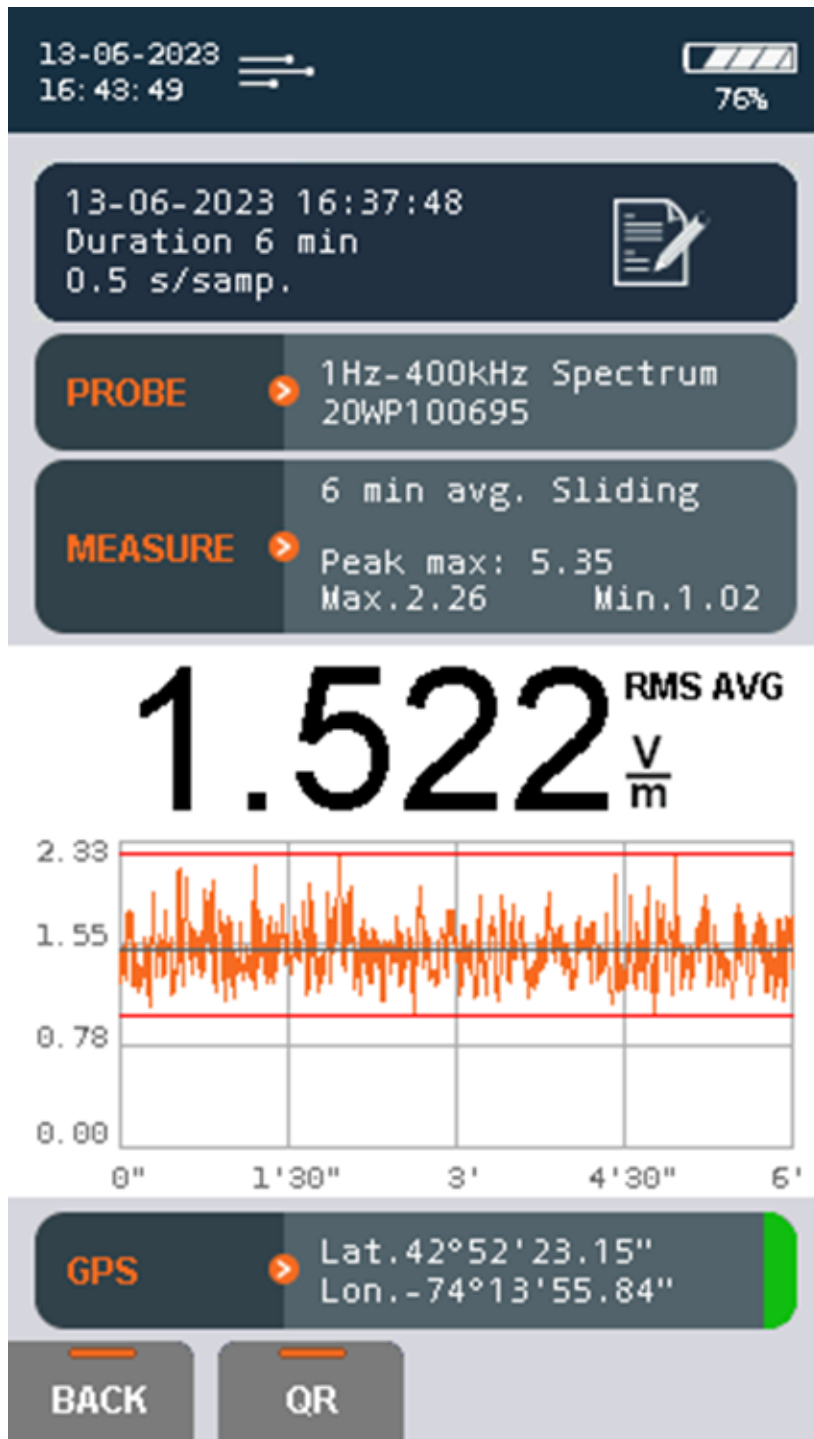 13-06-2023
16:43:49
76%
13-06-2023 16:37:48
Duration 6 min
0.5 s/samp.
PROBE
1Hz-400kHz Spectrum
20WP100695
MEASURE
6 min avg. Sliding
Peak max: 5.35
Max.2.26 Min.1.02
1.522 RMS AVG
V
m
2.33
1.55
0.78
0.00
0" 1'30" 3' 4'30" 6'
GPS
Lat.42°52'23.15"
Lon.-74°13'55.84"
BACK QR